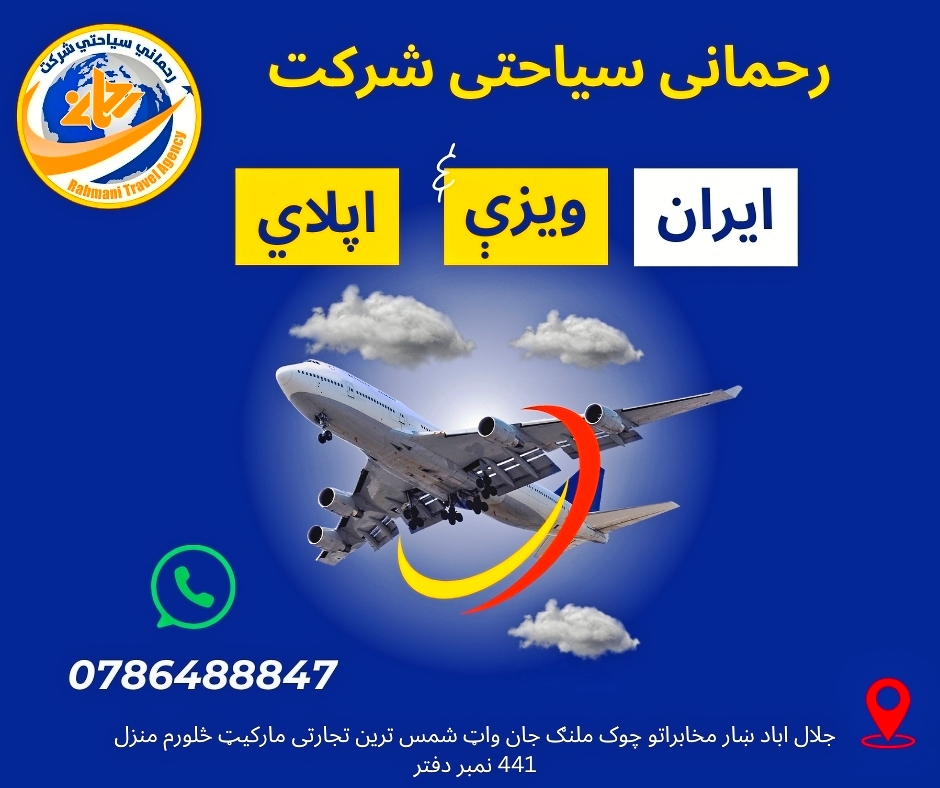 رحماني سياحتي شركت
رحمان
Rahmani Travel Agency
رحمانی سیاحتی شرکت
ایران ویزې اپلاي
0786488847
جلال اباد ښار مخابراتو چوک ملنګ جان واټ شمس ترین تجارتی مارکیټ څلورم منزل
441 نمبر دفتر